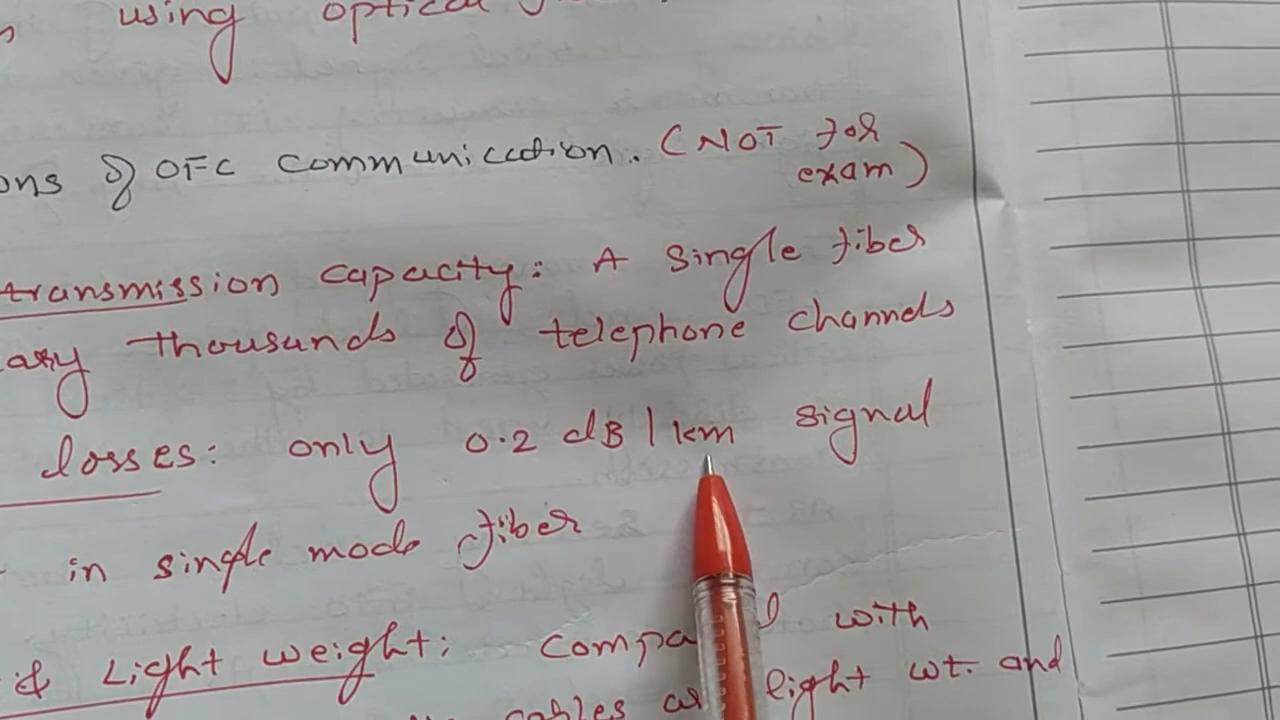 using optical
ons of OFC communication. (NOT for
exam)
transmission capacity: A single fiber
thousands of telephone channels
losses: only 0.2 dB/km signal
in single mode fiber
& Light weight: with
cables light wt. and